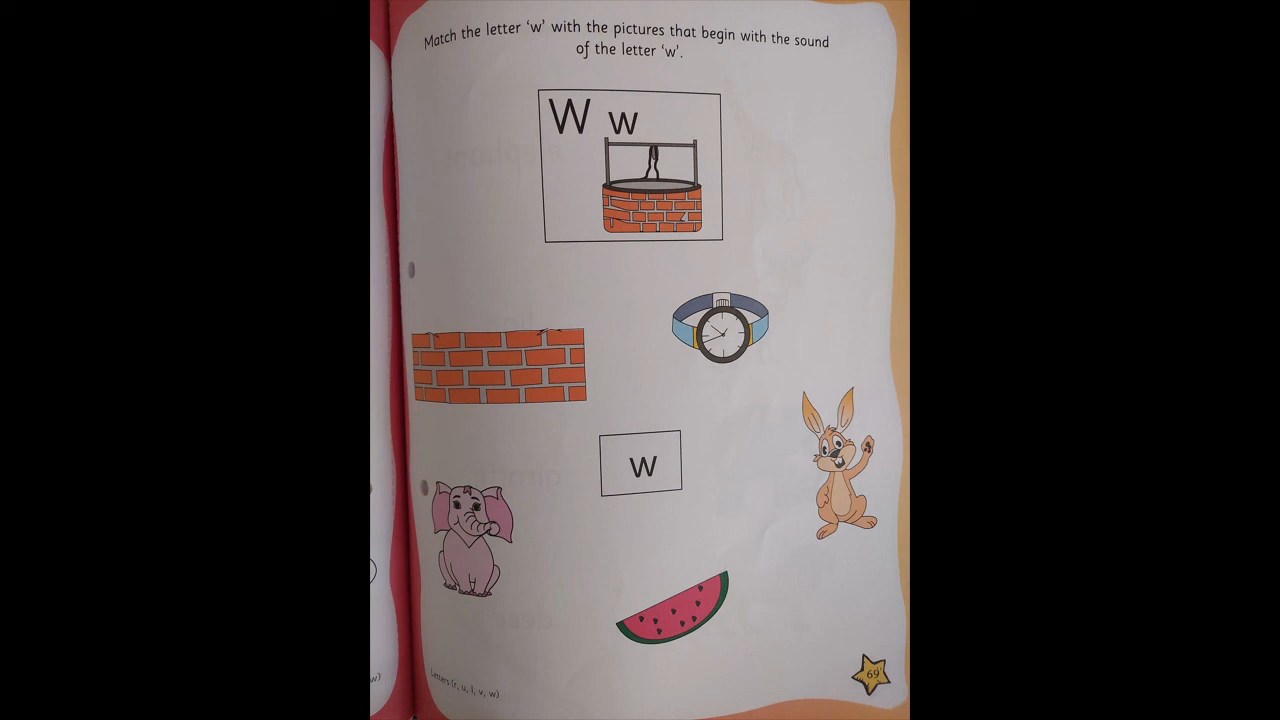 Match the letter ‘w’ with the pictures that begin with the sound
of the letter ‘w’.
W w
w
Letters (r, u, l, v, w)
69
w)